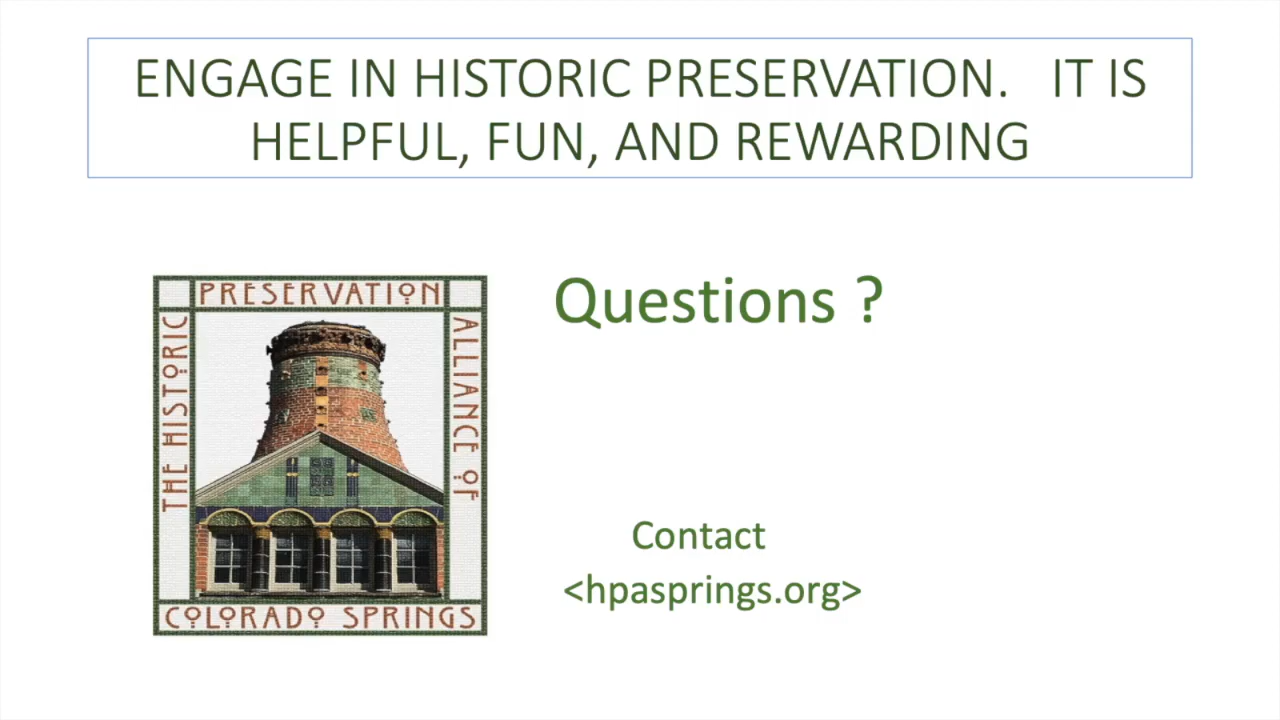 ENGAGE IN HISTORIC PRESERVATION. IT IS
HELPFUL, FUN, AND REWARDING
THE HISTORIC
PRESERVATION
ALLIANCE OF
COLORADO SPRINGS
Questions ?
Contact
<hpasprings.org>